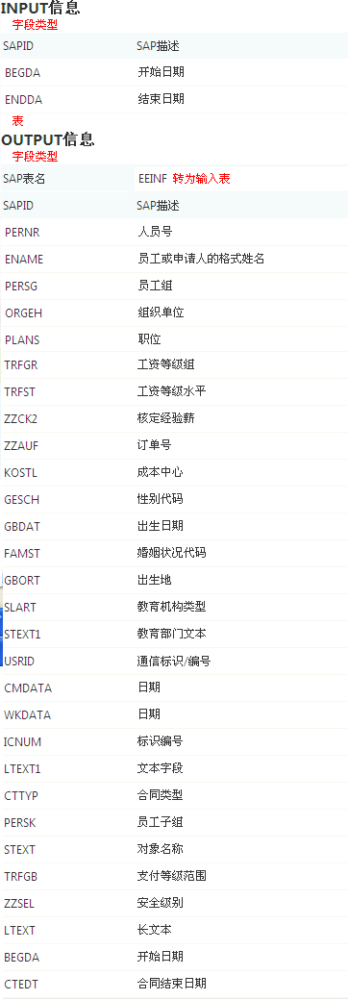 INPUT信息
字段类型
SAPID SAP描述
BEGDA 开始日期
ENDDA 结束日期
表
OUTPUT信息
字段类型
SAP表名 EEINF 转为输入表
SAPID SAP描述
PERNR 人员号
ENAME 员工或申请人的格式姓名
PERSG 员工组
ORGEH 组织单位
PLANS 职位
TRFGR 工资等级组
TRFST 工资等级水平
ZZCK2 核定经验薪
ZZAUF 订单号
KOSTL 成本中心
GESCH 性别代码
GBDAT 出生日期
FAMST 婚姻状况代码
GBORT 出生地
SLART 教育机构类型
STEXT1 教育部门文本
USRID 通信标识/编号
CMDATA 日期
WKDATA 日期
ICNUM 标识编号
LTEXT1 文本字段
CTTYP 合同类型
PERSK 员工子组
STEXT 对象名称
TRFGB 支付等级范围
ZZSEL 安全级别
LTEXT 长文本
BEGDA 开始日期
CTEDT 合同结束日期